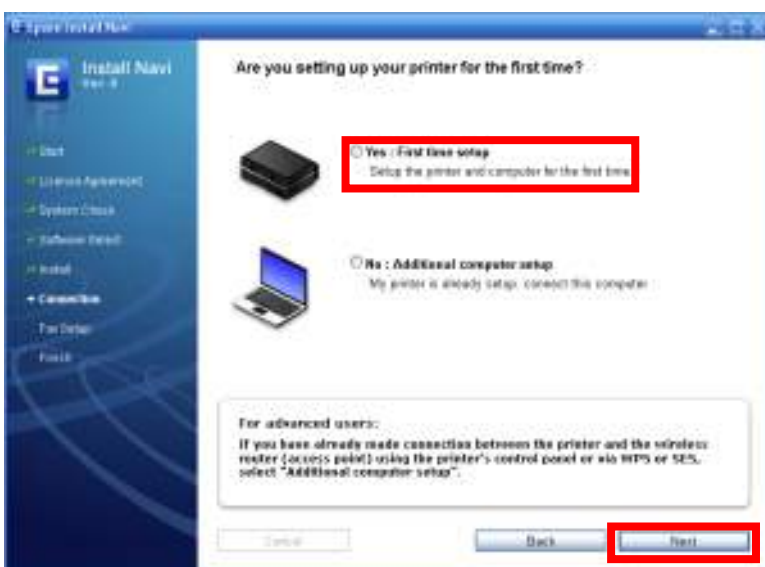 Epson Install Navi
Install Navi
Are you setting up your printer for the first time?
Start
License Agreement
System Check
Software Select
Install
Connection
Fax Setup
Finish
Yes : First time setup
Setup the printer and computer for the first time.
No : Additional computer setup
My printer is already setup, connect this computer
For advanced users:
If you have already made connection between the printer and the wireless
router (access point) using the printer's control panel or via WPS or SES,
select "Additional computer setup".
Cancel
Back
Next